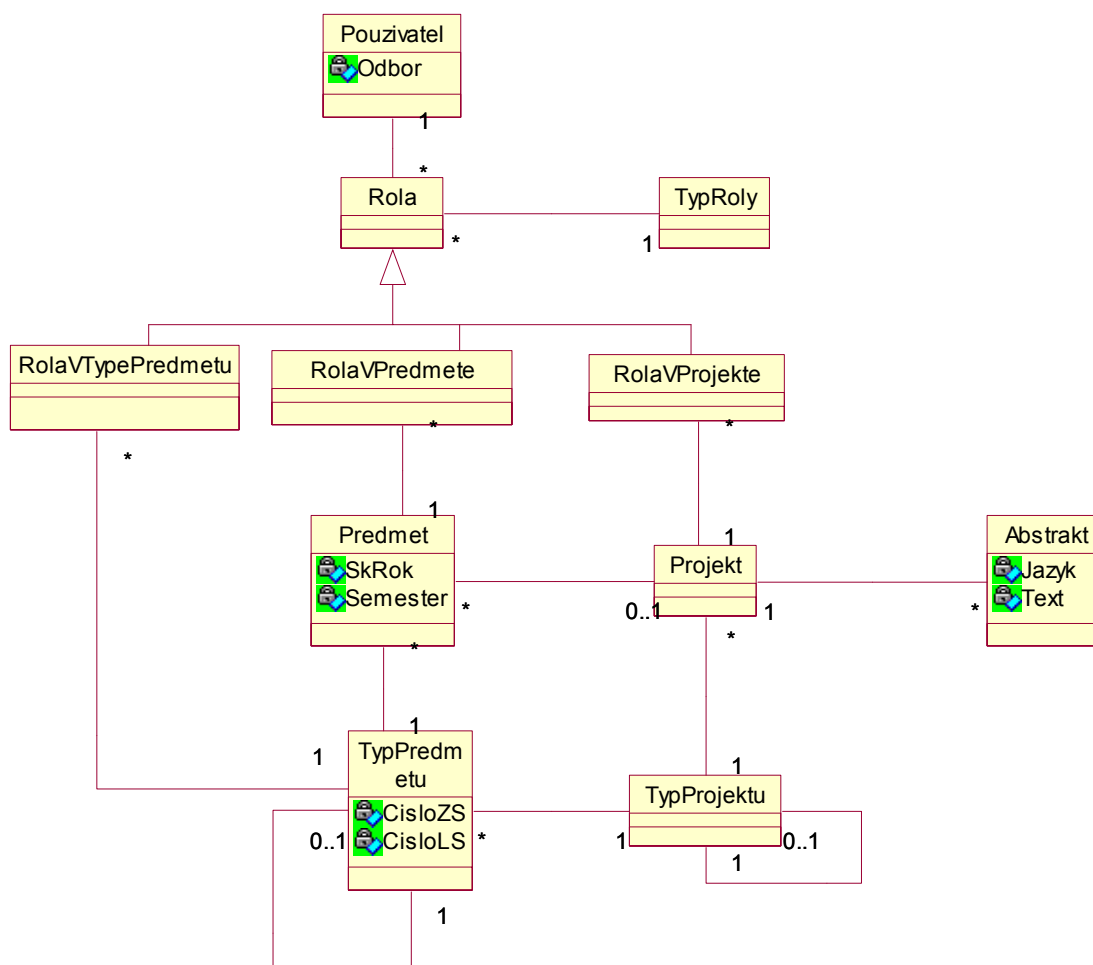 Pouzivatel
Odbor
1
*
Rola
TypRoly
*
1
RolaVTypePredmetu
RolaVPredmete
RolaVProjekte
*
*
*
1
1
Predmet
SkRok
Semester
Projekt
Abstrakt
Jazyk
Text
*
0..1
1
*
*
*
1
1
1
TypPredm
etu
CisloZS
CisloLS
TypProjektu
0..1
*
1
0..1
1
1